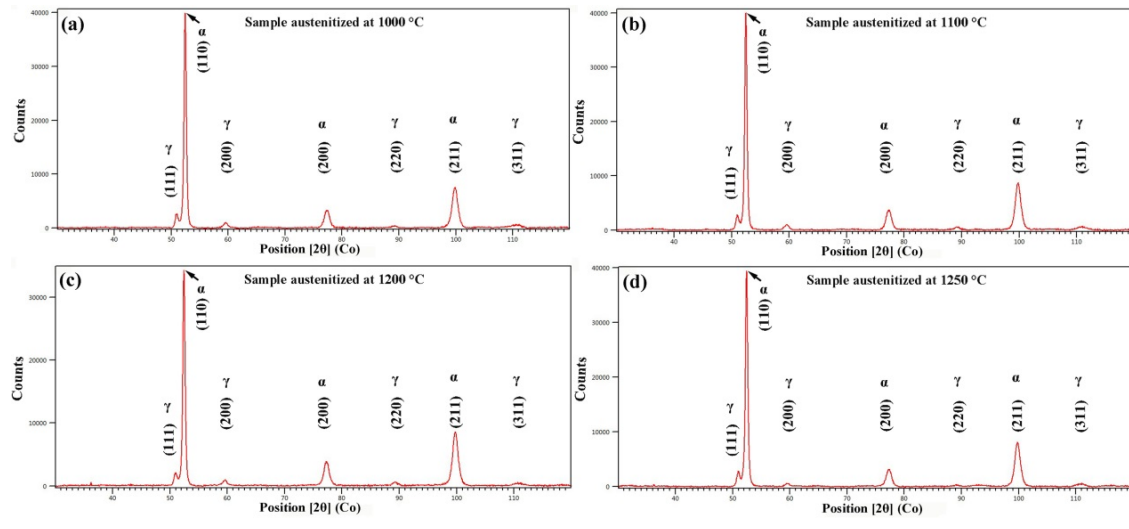 (a) Sample austenitized at 1000 °C
40000
30000
20000
10000
0
Counts
γ (111)
α (110)
γ (200)
α (200)
γ (220)
α (211)
γ (311)
40 50 60 70 80 90 100 110
Position [2θ] (Co)
(b) Sample austenitized at 1100 °C
40000
30000
20000
10000
0
Counts
γ (111)
α (110)
γ (200)
α (200)
γ (220)
α (211)
γ (311)
40 50 60 70 80 90 100 110
Position [2θ] (Co)
(c) Sample austenitized at 1200 °C
30000
20000
10000
0
Counts
γ (111)
α (110)
γ (200)
α (200)
γ (220)
α (211)
γ (311)
40 50 60 70 80 90 100 110
Position [2θ] (Co)
(d) Sample austenitized at 1250 °C
40000
30000
20000
10000
0
Counts
γ (111)
α (110)
γ (200)
α (200)
γ (220)
α (211)
γ (311)
40 50 60 70 80 90 100 110
Position [2θ] (Co)